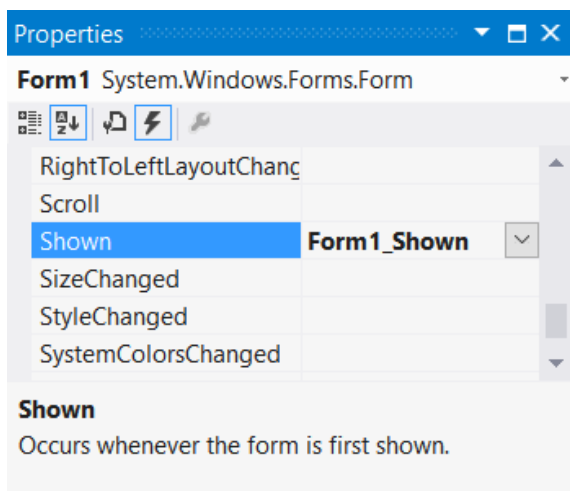 Properties
Form1 System.Windows.Forms.Form
RightToLeftLayoutChang
Scroll
Shown Form1_Shown
SizeChanged
StyleChanged
SystemColorsChanged
Shown
Occurs whenever the form is first shown.